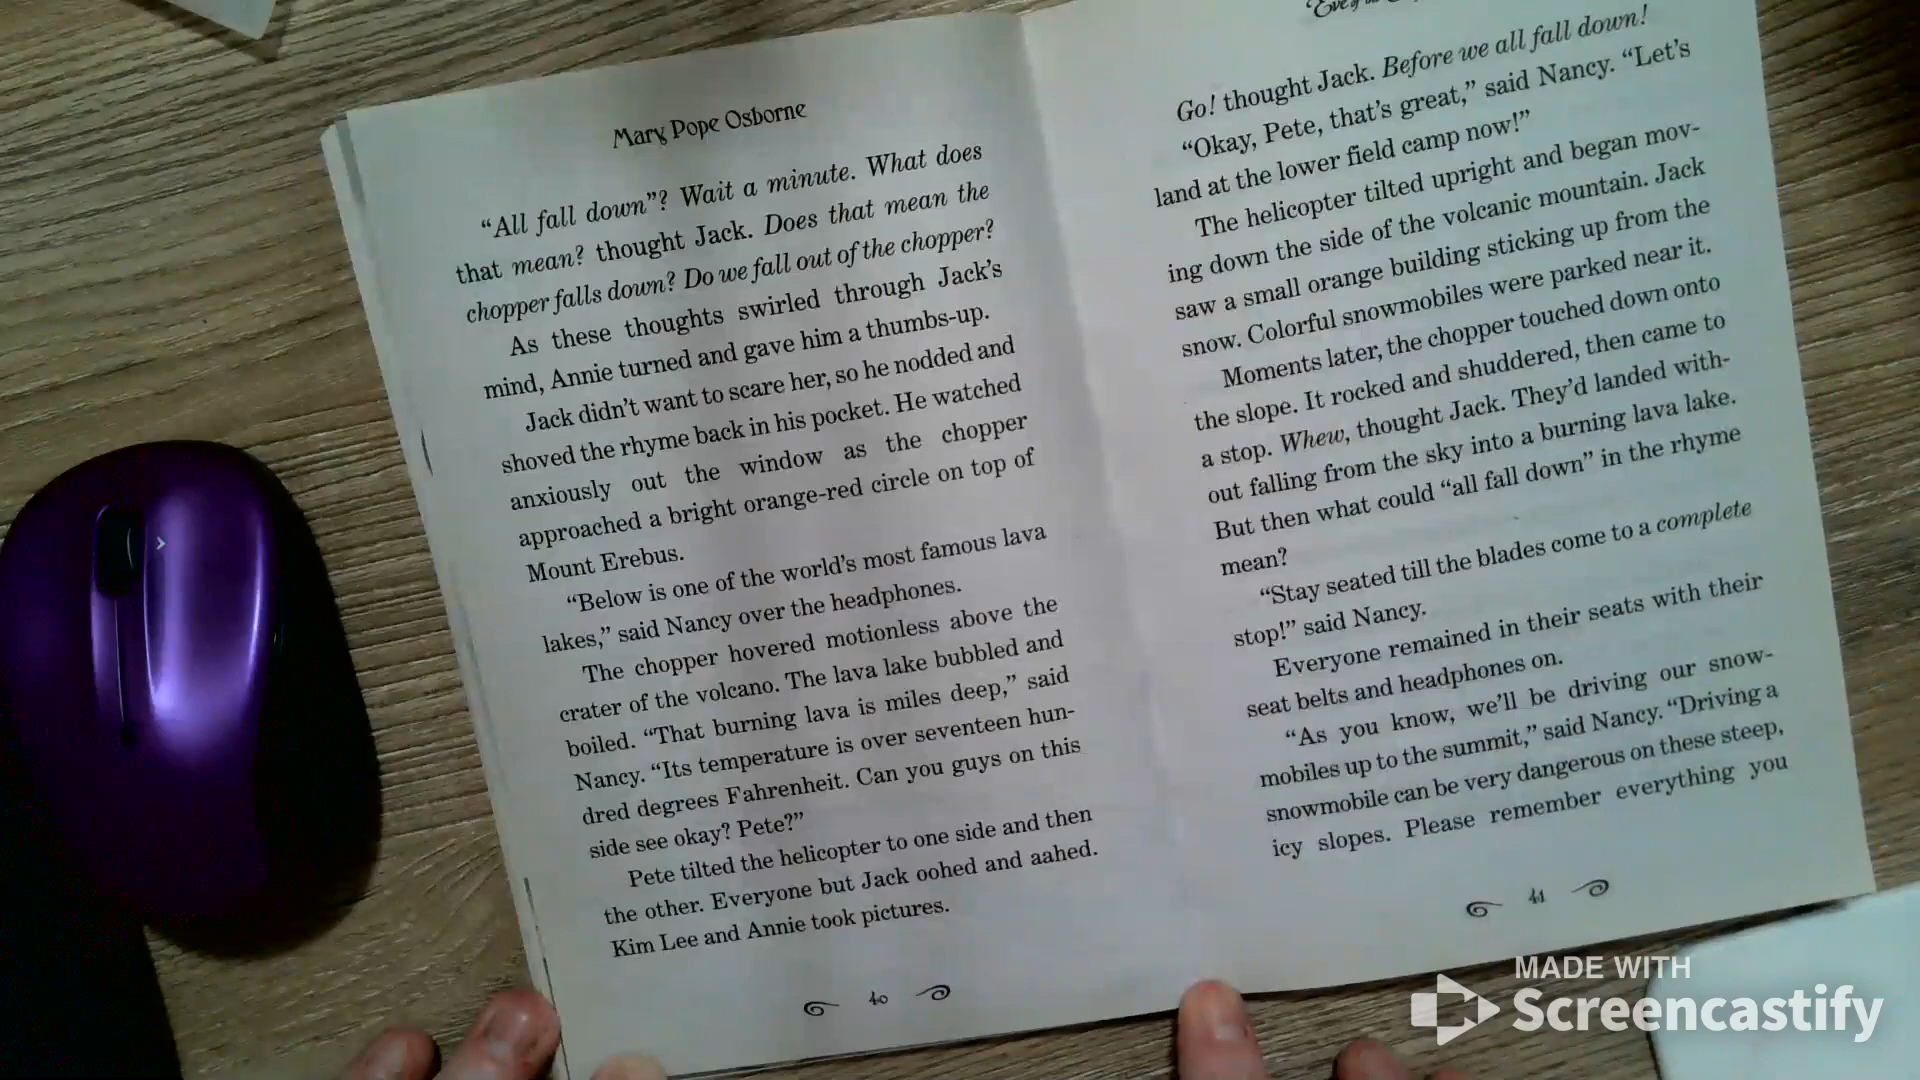 Mary Pope Osborne
“All fall down”? Wait a minute. What does
that mean? thought Jack. Does that mean the
chopper falls down? Do we fall out of the chopper?
As these thoughts swirled through Jack’s
mind, Annie turned and gave him a thumbs-up.
Jack didn’t want to scare her, so he nodded and
shoved the rhyme back in his pocket. He watched
anxiously out the window as the chopper
approached a bright orange-red circle on top of
Mount Erebus.
“Below is one of the world’s most famous lava
lakes,” said Nancy over the headphones.
The chopper hovered motionless above the
crater of the volcano. The lava lake bubbled and
boiled. “That burning lava is miles deep,” said
Nancy. “Its temperature is over seventeen hun-
dred degrees Fahrenheit. Can you guys on this
side see okay? Pete?”
Pete tilted the helicopter to one side and then
the other. Everyone but Jack oohed and aahed.
Kim Lee and Annie took pictures.
40
Eve of
Go! thought Jack. Before we all fall down!
“Okay, Pete, that’s great,” said Nancy. “Let’s
land at the lower field camp now!”
The helicopter tilted upright and began mov-
ing down the side of the volcanic mountain. Jack
saw a small orange building sticking up from the
snow. Colorful snowmobiles were parked near it.
Moments later, the chopper touched down onto
the slope. It rocked and shuddered, then came to
a stop. Whew, thought Jack. They’d landed with-
out falling from the sky into a burning lava lake.
But then what could “all fall down” in the rhyme
mean?
“Stay seated till the blades come to a complete
stop!” said Nancy.
Everyone remained in their seats with their
seat belts and headphones on.
“As you know, we’ll be driving our snow-
mobiles up to the summit,” said Nancy. “Driving a
snowmobile can be very dangerous on these steep,
icy slopes. Please remember everything you
41
MADE WITH
Screencastify